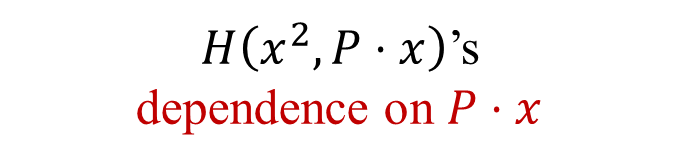 H(x², P · x)’s
dependence on P · x